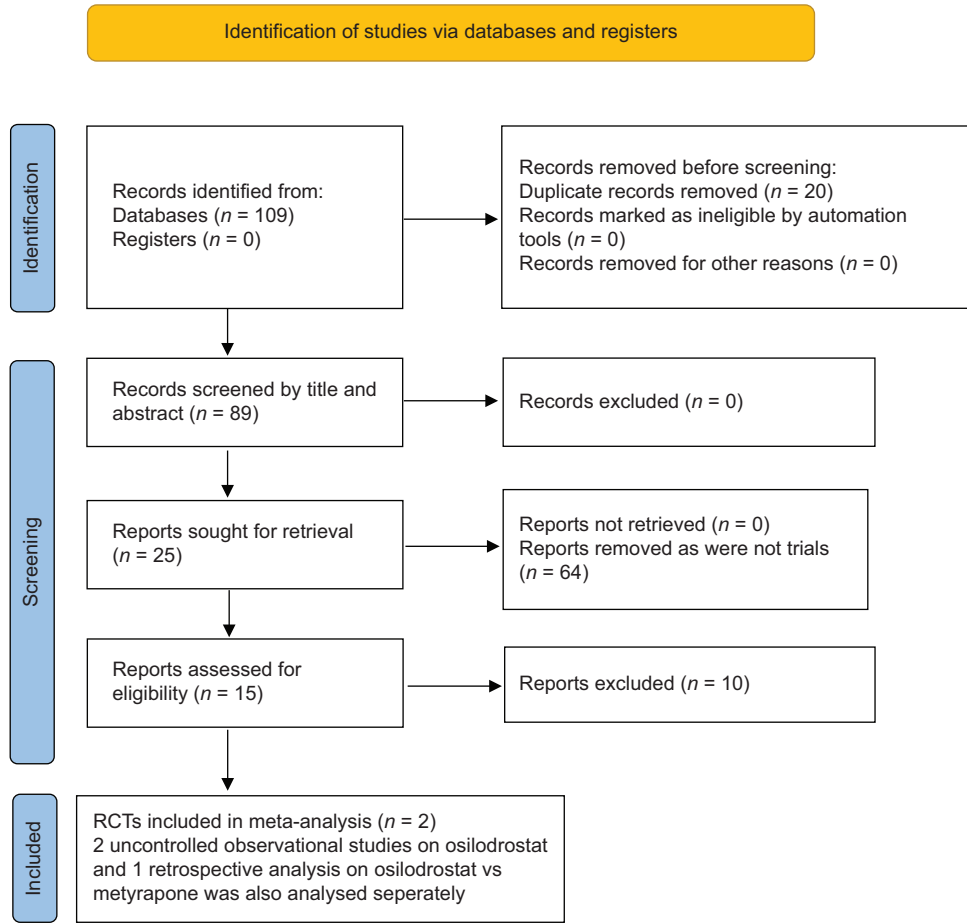 Identification of studies via databases and registers
Identification
Records identified from:
Databases (n = 109)
Registers (n = 0)
Records removed before screening:
Duplicate records removed (n = 20)
Records marked as ineligible by automation
tools (n = 0)
Records removed for other reasons (n = 0)
Screening
Records screened by title and
abstract (n = 89)
Records excluded (n = 0)
Reports sought for retrieval
(n = 25)
Reports not retrieved (n = 0)
Reports removed as were not trials
(n = 64)
Reports assessed for
eligibility (n = 15)
Reports excluded (n = 10)
Included
RCTs included in meta-analysis (n = 2)
2 uncontrolled observational studies on osilodrostat
and 1 retrospective analysis on osilodrostat vs
metyrapone was also analysed seperately